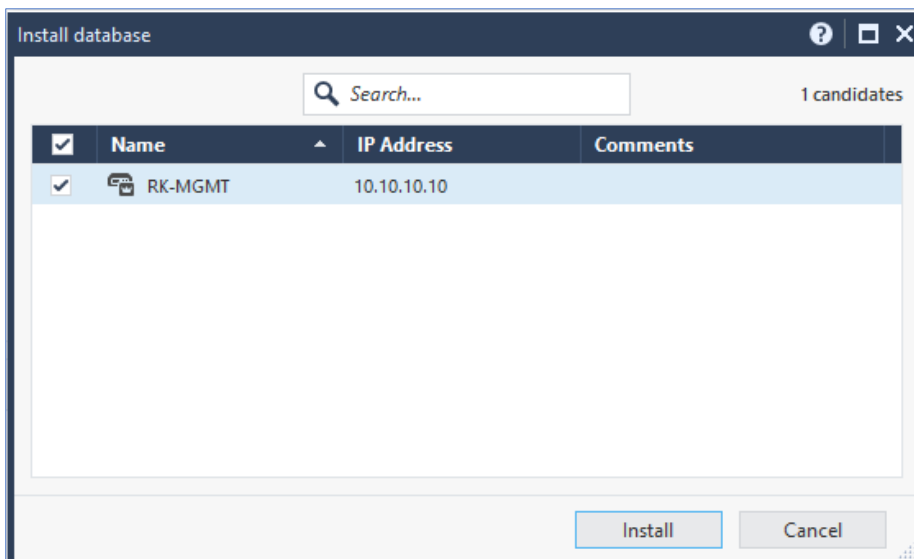 Install database
Search...
1 candidates
Name IP Address Comments
RK-MGMT 10.10.10.10
Install Cancel